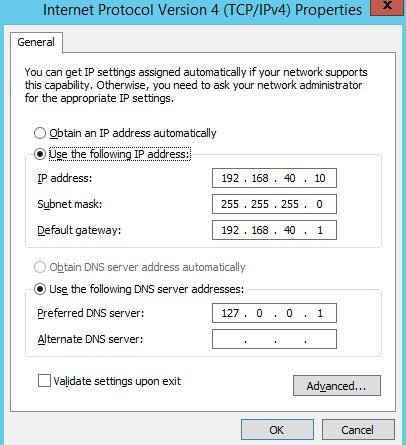 Internet Protocol Version 4 (TCP/IPv4) Properties
x
General
You can get IP settings assigned automatically if your network supports
this capability. Otherwise, you need to ask your network administrator
for the appropriate IP settings.
Obtain an IP address automatically
Use the following IP address:
IP address: 192 . 168 . 40 . 10
Subnet mask: 255 . 255 . 255 . 0
Default gateway: 192 . 168 . 40 . 1
Obtain DNS server address automatically
Use the following DNS server addresses:
Preferred DNS server: 127 . 0 . 0 . 1
Alternate DNS server: . . .
Validate settings upon exit
Advanced...
OK Cancel